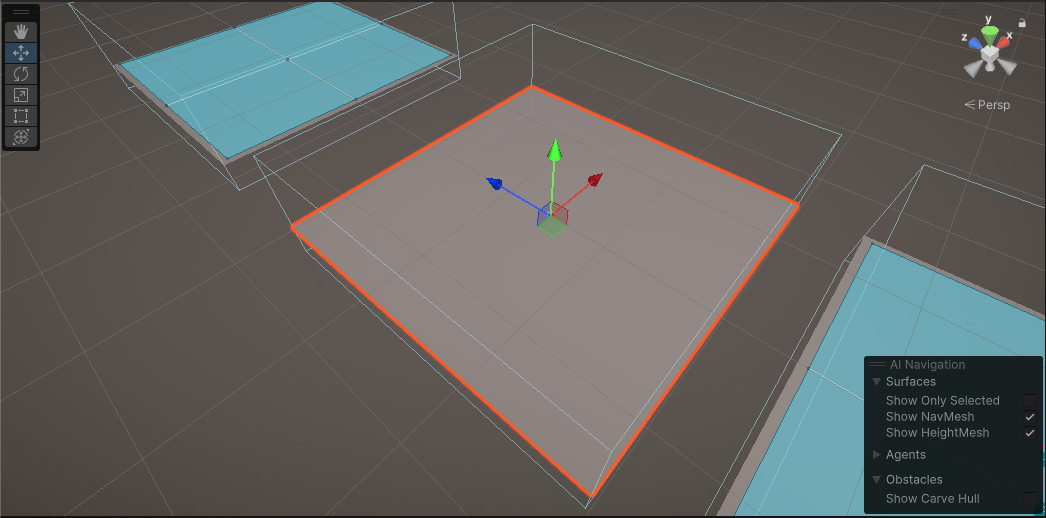 y
z
x
Persp
AI Navigation
Surfaces
Show Only Selected
Show NavMesh
Show HeightMesh
Agents
Obstacles
Show Carve Hull